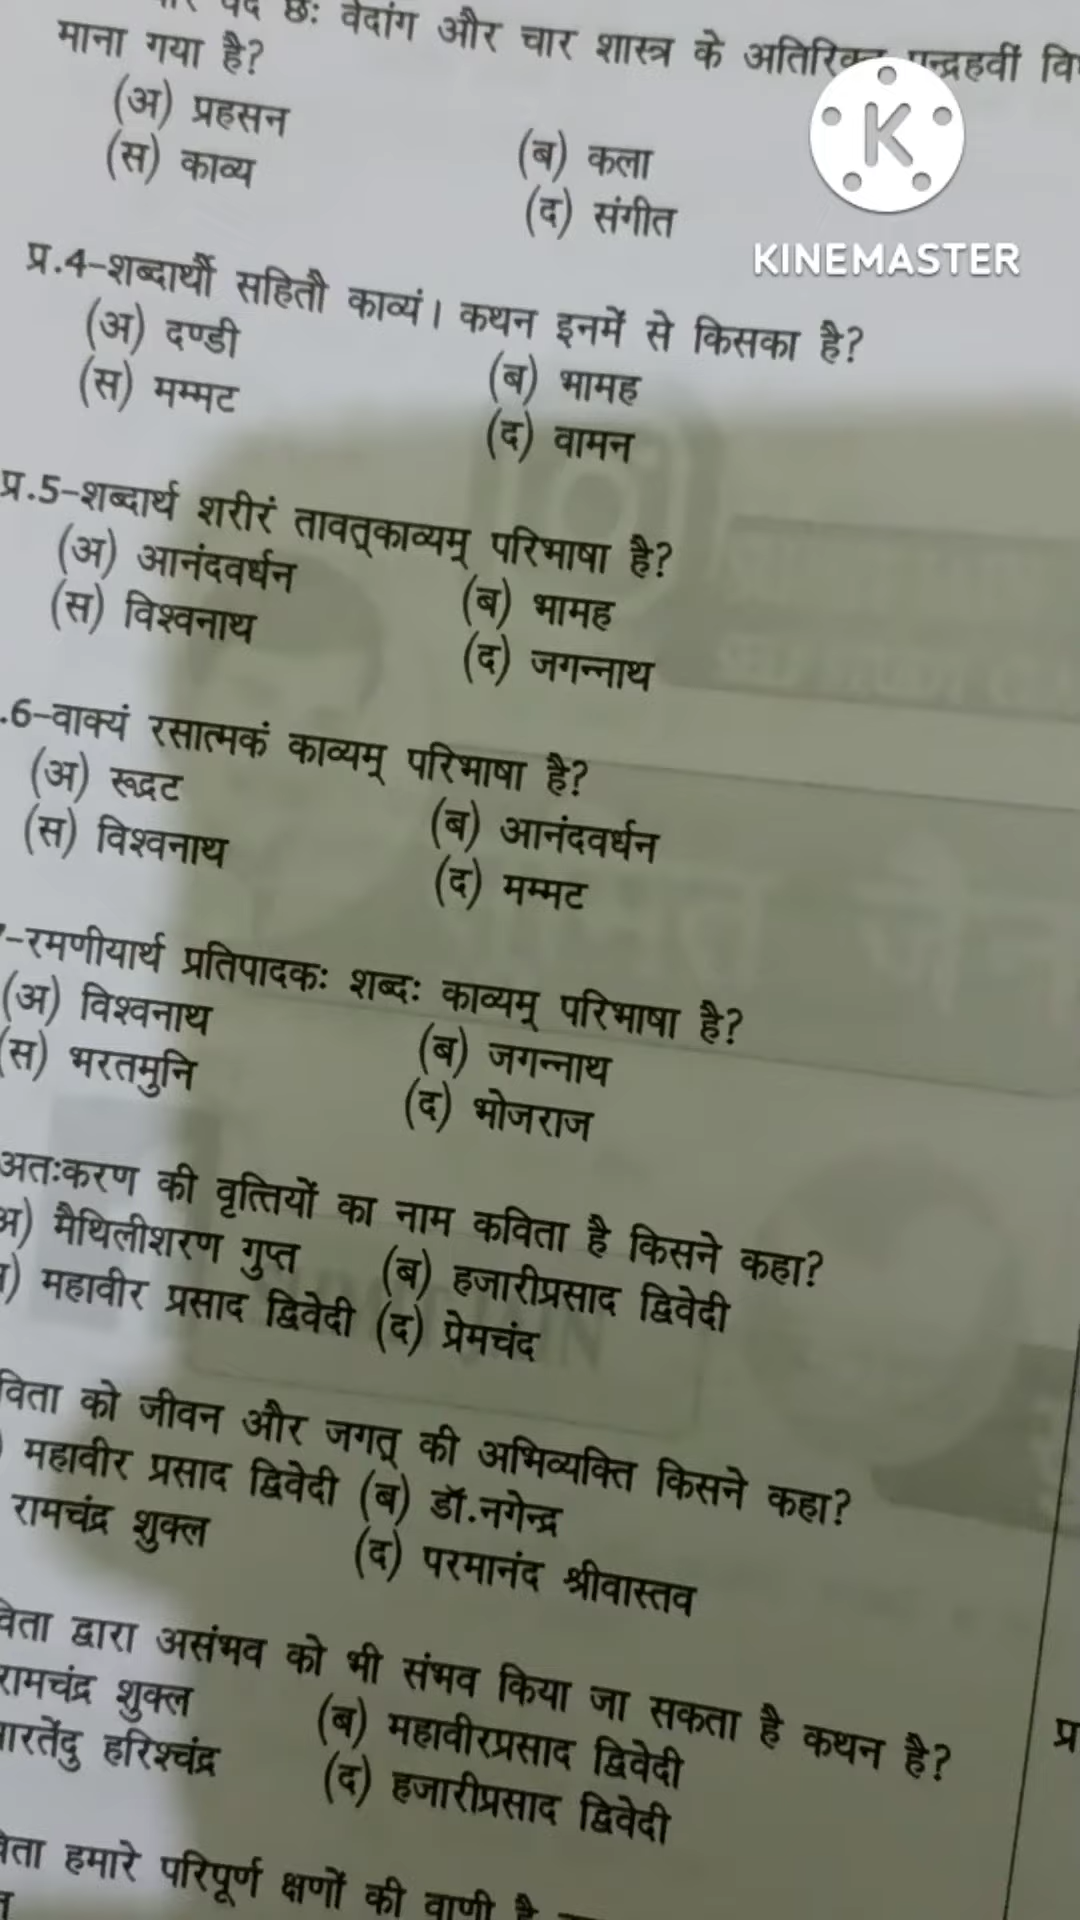 वेद छः वेदांग और चार शास्त्र के अतिरिक्त पन्द्रहवीं
माना गया है?
(अ) प्रहसन
(ब) कला
(स) काव्य
(द) संगीत
KINEMASTER
प्र.4-शब्दार्थौ सहितौ काव्यं। कथन इनमें से किसका है?
(अ) दण्डी
(ब) भामह
(स) मम्मट
(द) वामन
प्र.5-शब्दार्थ शरीरं तावत्काव्यम् परिभाषा है?
(अ) आनंदवर्धन
(ब) भामह
(स) विश्वनाथ
(द) जगन्नाथ
.6-वाक्यं रसात्मकं काव्यम् परिभाषा है?
(अ) रूद्रट
(ब) आनंदवर्धन
(स) विश्वनाथ
(द) मम्मट
-रमणीयार्थ प्रतिपादकः शब्दः काव्यम् परिभाषा है?
(अ) विश्वनाथ
(ब) जगन्नाथ
(स) भरतमुनि
(द) भोजराज
अतःकरण की वृत्तियों का नाम कविता है किसने कहा?
अ) मैथिलीशरण गुप्त (ब) हजारीप्रसाद द्विवेदी
) महावीर प्रसाद द्विवेदी (द) प्रेमचंद
विता को जीवन और जगत् की अभिव्यक्ति किसने कहा?
) महावीर प्रसाद द्विवेदी (ब) डॉ.नगेन्द्र
रामचंद्र शुक्ल (द) परमानंद श्रीवास्तव
विता द्वारा असंभव को भी संभव किया जा सकता है कथन है?
रामचंद्र शुक्ल (ब) महावीरप्रसाद द्विवेदी
ारतेंदु हरिश्चंद्र (द) हजारीप्रसाद द्विवेदी
प्र
हमारे परिपूर्ण क्षणों की वाणी है